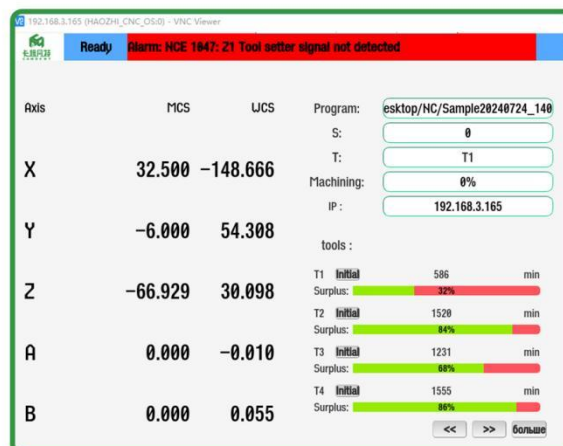 192.168.3.165 (HAOZHI_CNC_OS:0) - VNC Viewer
Ready
Alarm: NCE 1047: Z1 Tool setter signal not detected
Axis MCS WCS
X 32.500 -148.666
Y -6.000 54.308
Z -66.929 30.098
A 0.000 -0.010
B 0.000 0.055
Program: esktop/NC/Sample20240724_140
S: 0
T: T1
Machining: 0%
IP : 192.168.3.165
tools :
T1 Initial 586 min
Surplus: 32%
T2 Initial 1520 min
Surplus: 84%
T3 Initial 1231 min
Surplus: 68%
T4 Initial 1555 min
Surplus: 86%
<< >> больше